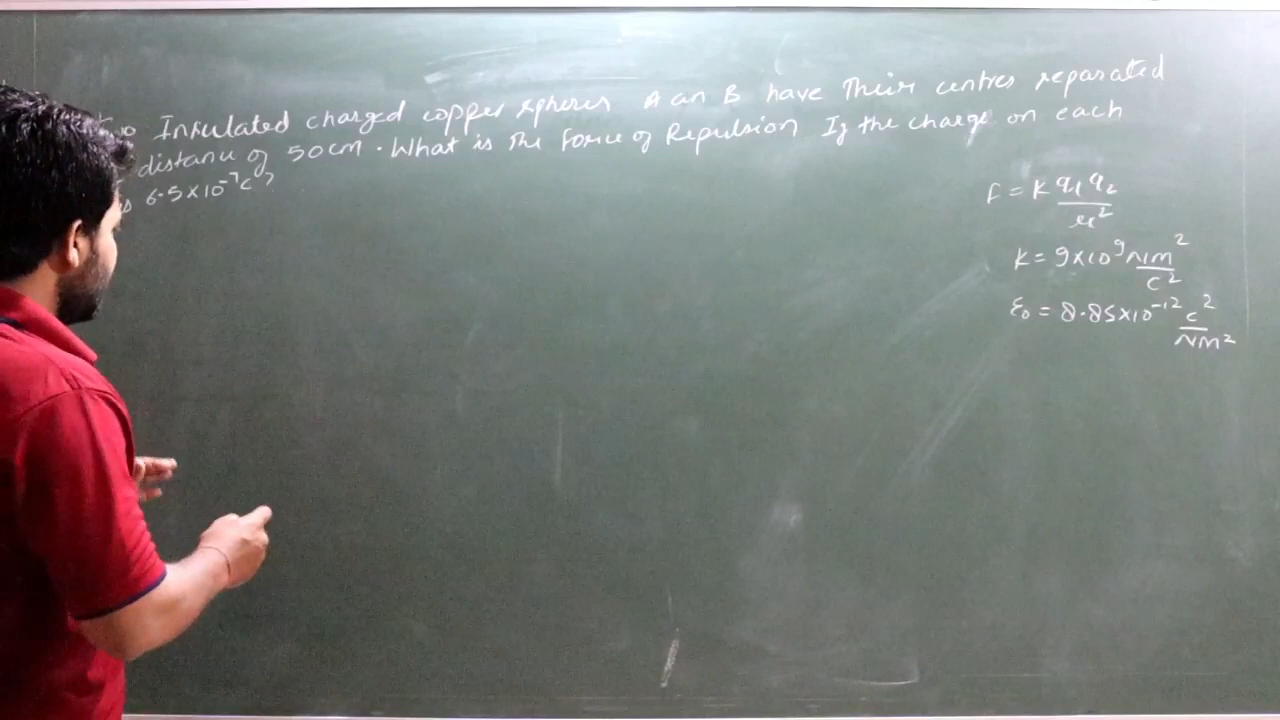 Insulated charged copper spheres A an B have Their centres separated
distance of 50cm. What is The Force of Repulsion If the charge on each
is 6.5×10⁻⁷C?
F = K q₁q₂/r²
K = 9×10⁹ Nm²/C²
ε₀ = 8.85×10⁻¹² C²/Nm²